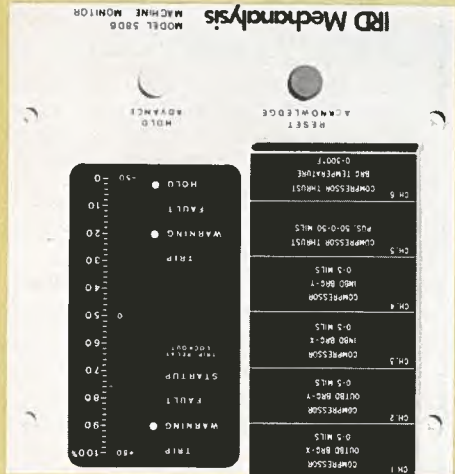 CH 1
COMPRESSOR
OUTBD BRG-X
0-5 MILS
CH. 2
COMPRESSOR
OUTBD BRG-Y
0-5 MILS
CH. 3
COMPRESSOR
INBD BRG-X
0-5 MILS
CH. 4
COMPRESSOR
INBD BRG-Y
0-5 MILS
CH. 5
COMPRESSOR THRUST
POS. 50-0-50 MILS
CH 6
COMPRESSOR THRUST
BRG TEMPERATURE
0-500°F
TRIP
WARNING
FAULT
STARTUP
TRIP RELAY
LOCKOUT
TRIP
WARNING
FAULT
HOLD
+50
0
-50
100%
90
80
70
60
50
40
30
20
10
0
RESET
ACKNOWLEDGE
HOLD
ADVANCE
IRD Mechanalysis
MODEL 5806
MACHINE MONITOR